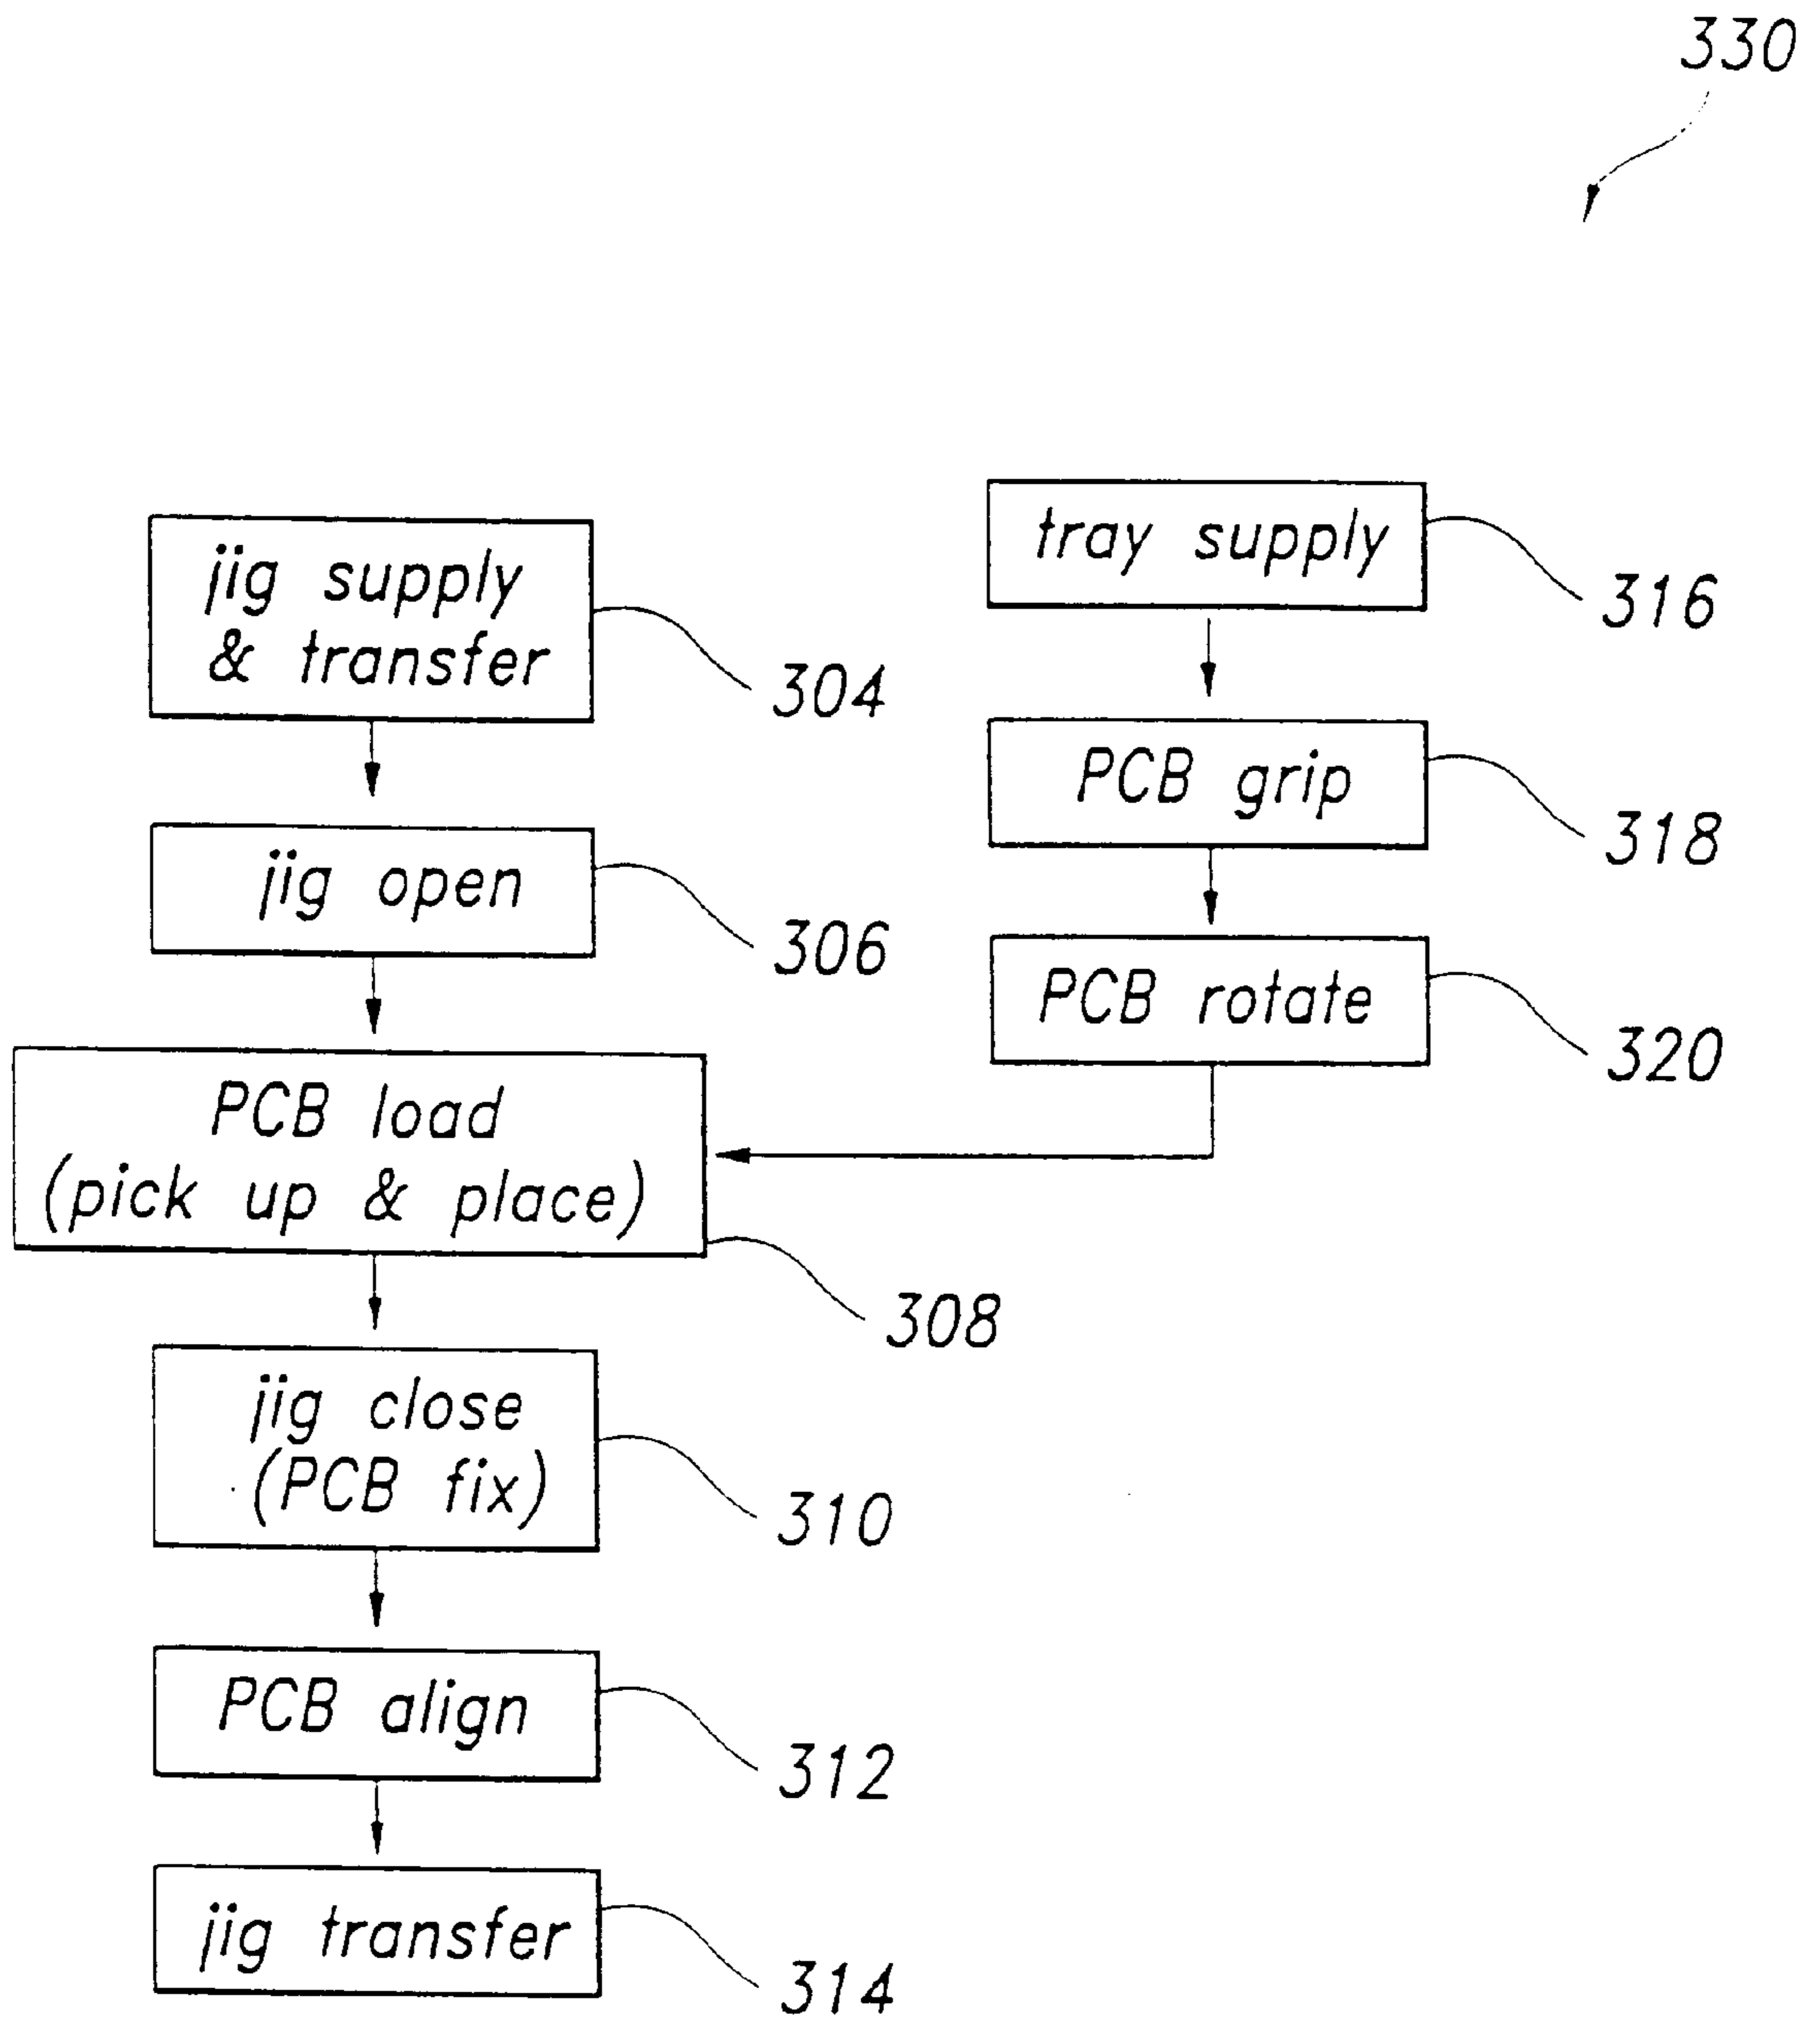 330
jig supply
& transfer
304
jig open
306
PCB load
(pick up & place)
308
jig close
(PCB fix)
310
PCB align
312
jig transfer
314
tray supply
316
PCB grip
318
PCB rotate
320